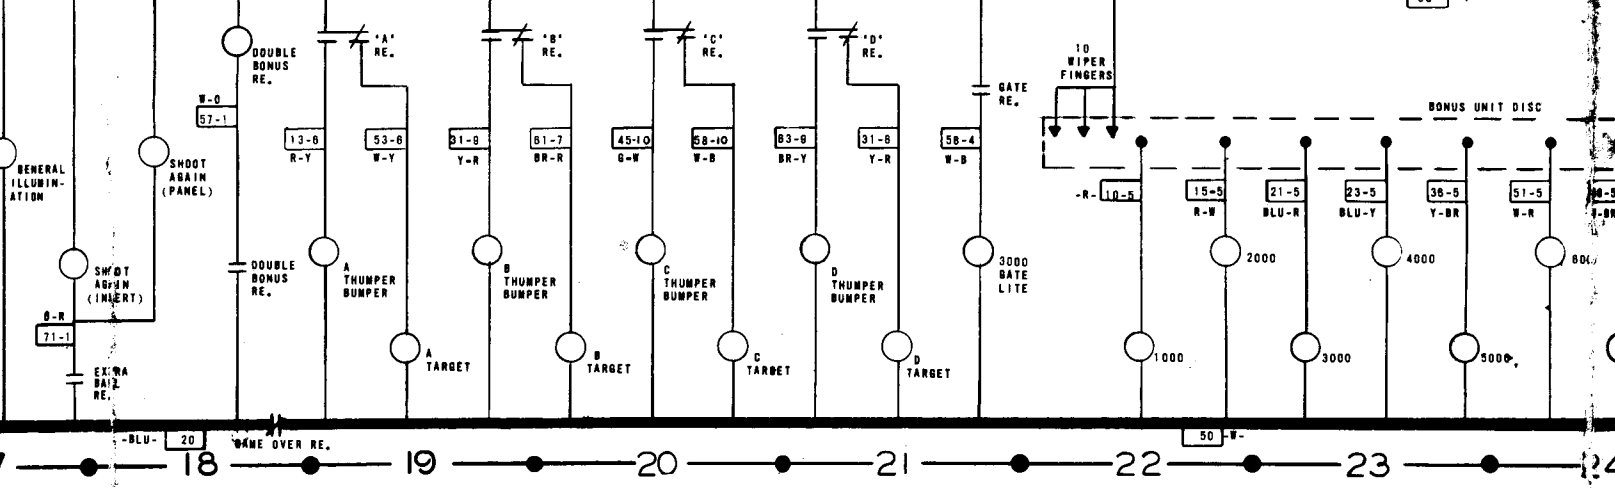 "A"
RE.
"B"
RE.
"C"
RE.
"D"
RE.
DOUBLE
BONUS
RE.
10
WIPER
FINGERS
GATE
RE.
BONUS UNIT DISC
W-O
57-1
13-6
R-Y
53-6
W-Y
31-9
Y-R
61-7
BR-R
45-10
G-W
58-10
W-B
63-9
BR-Y
31-6
Y-R
56-4
W-B
GENERAL
ILLUMIN-
ATION
SHOOT
AGAIN
(PANEL)
-R-
10-5
15-5
R-W
21-5
BLU-R
23-5
BLU-Y
36-5
Y-BR
51-5
W-R
SHOOT
AGAIN
(INSERT)
DOUBLE
BONUS
RE.
A
THUMPER
BUMPER
B
THUMPER
BUMPER
C
THUMPER
BUMPER
D
THUMPER
BUMPER
3000
GATE
LITE
2000
4000
71-1
EXTRA
BALL
RE.
A
TARGET
B
TARGET
C
TARGET
D
TARGET
1000
3000
5000
-BLU-
20
GAME OVER RE.
50
-W-
18
19
20
21
22
23
24